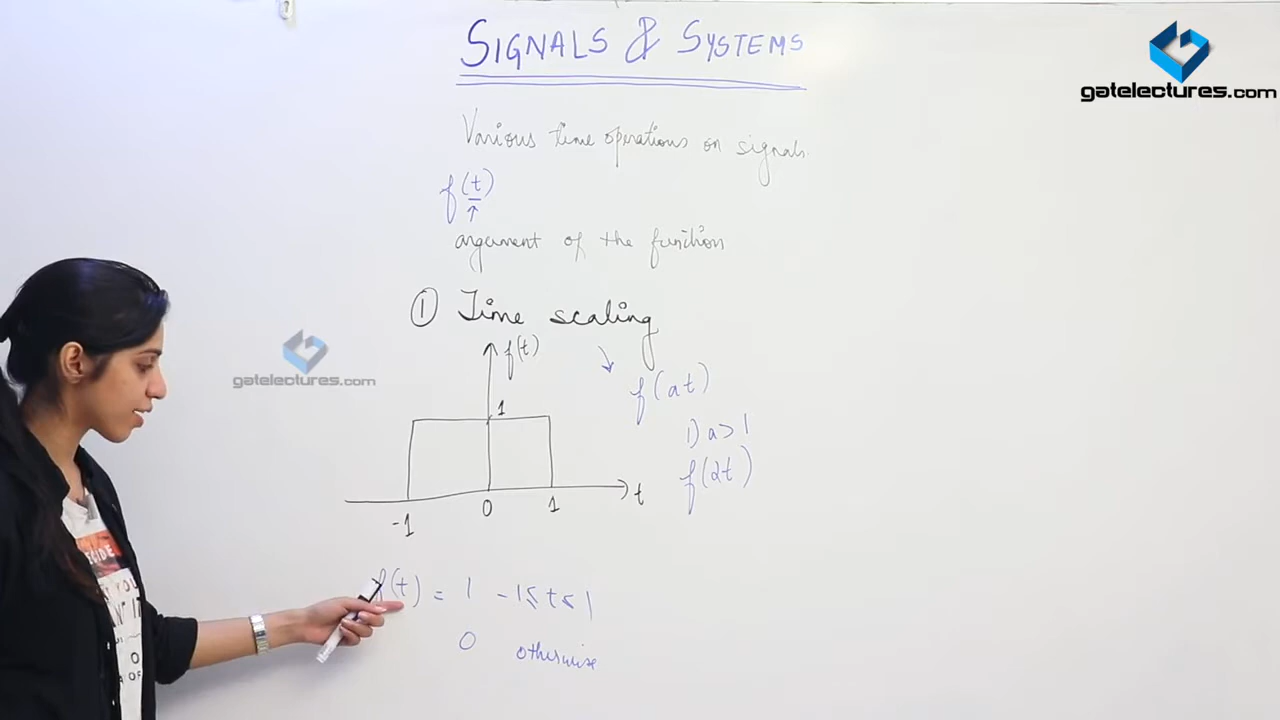 SIGNALS & SYSTEMS
gatelectures.com
Various time operations on signals.
f(t)
↑
argument of the function
① Time scaling
f(t)
gatelectures.com
f(at)
1
1) a > 1
f(2t)
t
-1 0 1
f(t) = 1 -1≤t≤1
0 otherwise